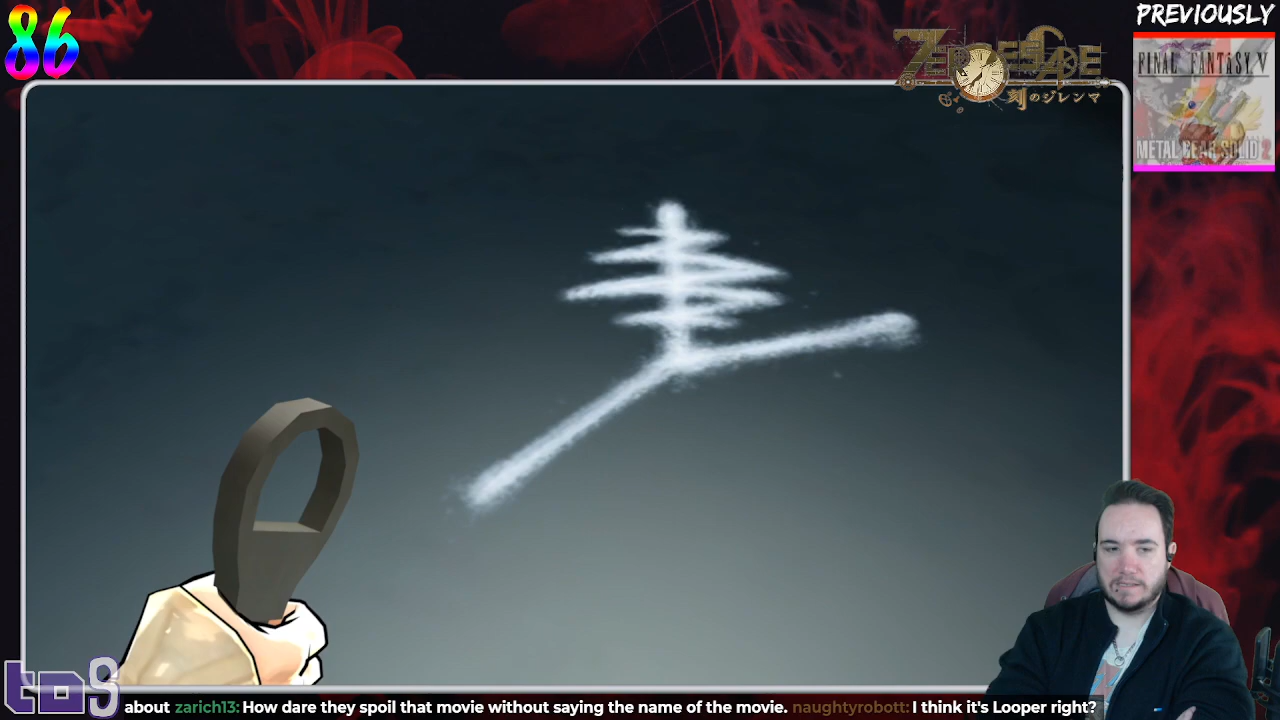 86
PREVIOUSLY
ZERO ESCAPE
刻のジレンマ
FINAL FANTASY V
METAL GEAR SOLID 2
tos
about zarich13: How dare they spoil that movie without saying the name of the movie. naughtyrobott: I think it's Looper right?